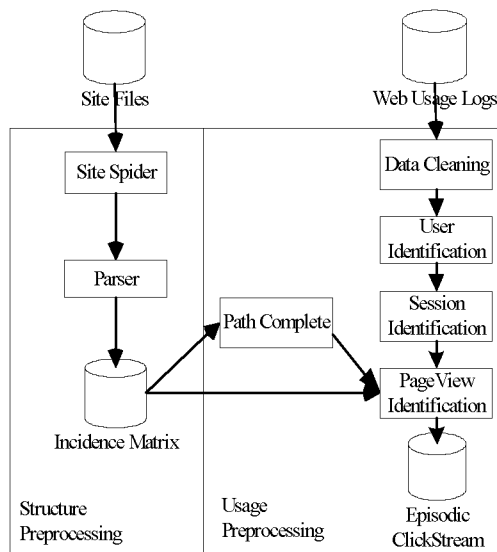 Site Files
Web Usage Logs
Site Spider
Data Cleaning
User
Identification
Parser
Session
Identification
Path Complete
PageView
Identification
Incidence Matrix
Structure
Preprocessing
Usage
Preprocessing
Episodic
ClickStream